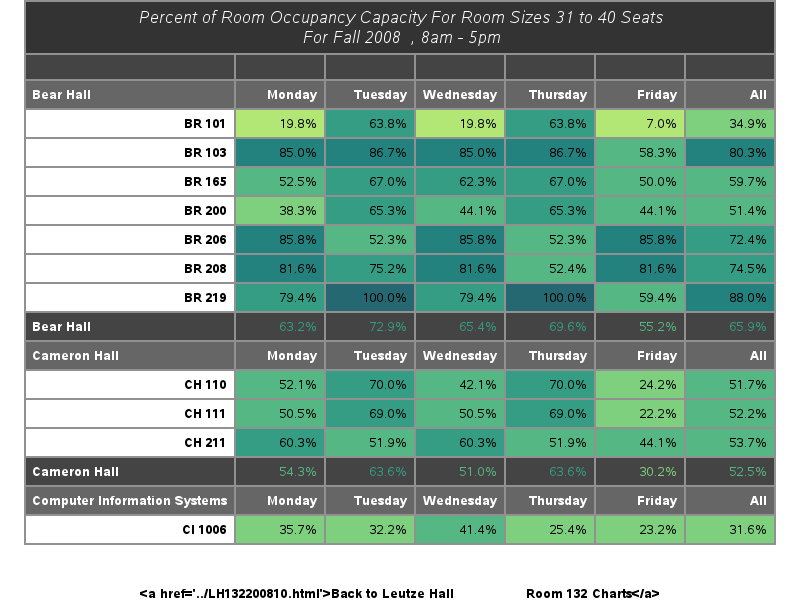 Percent of Room Occupancy Capacity For Room Sizes 31 to 40 Seats
For Fall 2008 , 8am - 5pm
Bear Hall Monday Tuesday Wednesday Thursday Friday All
BR 101 19.8% 63.8% 19.8% 63.8% 7.0% 34.9%
BR 103 85.0% 86.7% 85.0% 86.7% 58.3% 80.3%
BR 165 52.5% 67.0% 62.3% 67.0% 50.0% 59.7%
BR 200 38.3% 65.3% 44.1% 65.3% 44.1% 51.4%
BR 206 85.8% 52.3% 85.8% 52.3% 85.8% 72.4%
BR 208 81.6% 75.2% 81.6% 52.4% 81.6% 74.5%
BR 219 79.4% 100.0% 79.4% 100.0% 59.4% 88.0%
Bear Hall 63.2% 72.9% 65.4% 69.6% 55.2% 65.9%
Cameron Hall Monday Tuesday Wednesday Thursday Friday All
CH 110 52.1% 70.0% 42.1% 70.0% 24.2% 51.7%
CH 111 50.5% 69.0% 50.5% 69.0% 22.2% 52.2%
CH 211 60.3% 51.9% 60.3% 51.9% 44.1% 53.7%
Cameron Hall 54.3% 63.6% 51.0% 63.6% 30.2% 52.5%
Computer Information Systems Monday Tuesday Wednesday Thursday Friday All
CI 1006 35.7% 32.2% 41.4% 25.4% 23.2% 31.6%
<a href='../LH132200810.html'>Back to Leutze Hall Room 132 Charts</a>